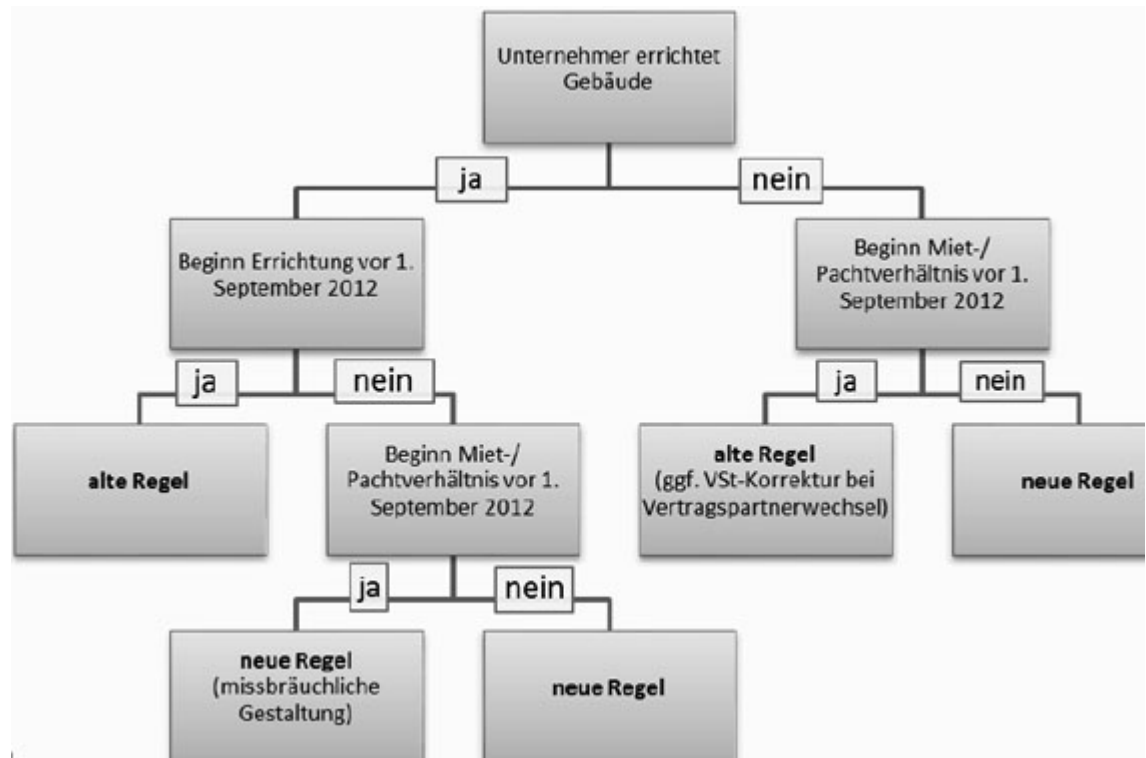 Unternehmer errichtet
Gebäude
ja
nein
Beginn Errichtung vor 1.
September 2012
Beginn Miet-/
Pachtverhältnis vor 1.
September 2012
ja
nein
ja
nein
alte Regel
Beginn Miet-/
Pachtverhältnis vor 1.
September 2012
alte Regel
(ggf. VSt-Korrektur bei
Vertragspartnerwechsel)
neue Regel
ja
nein
neue Regel
(missbräuchliche
Gestaltung)
neue Regel